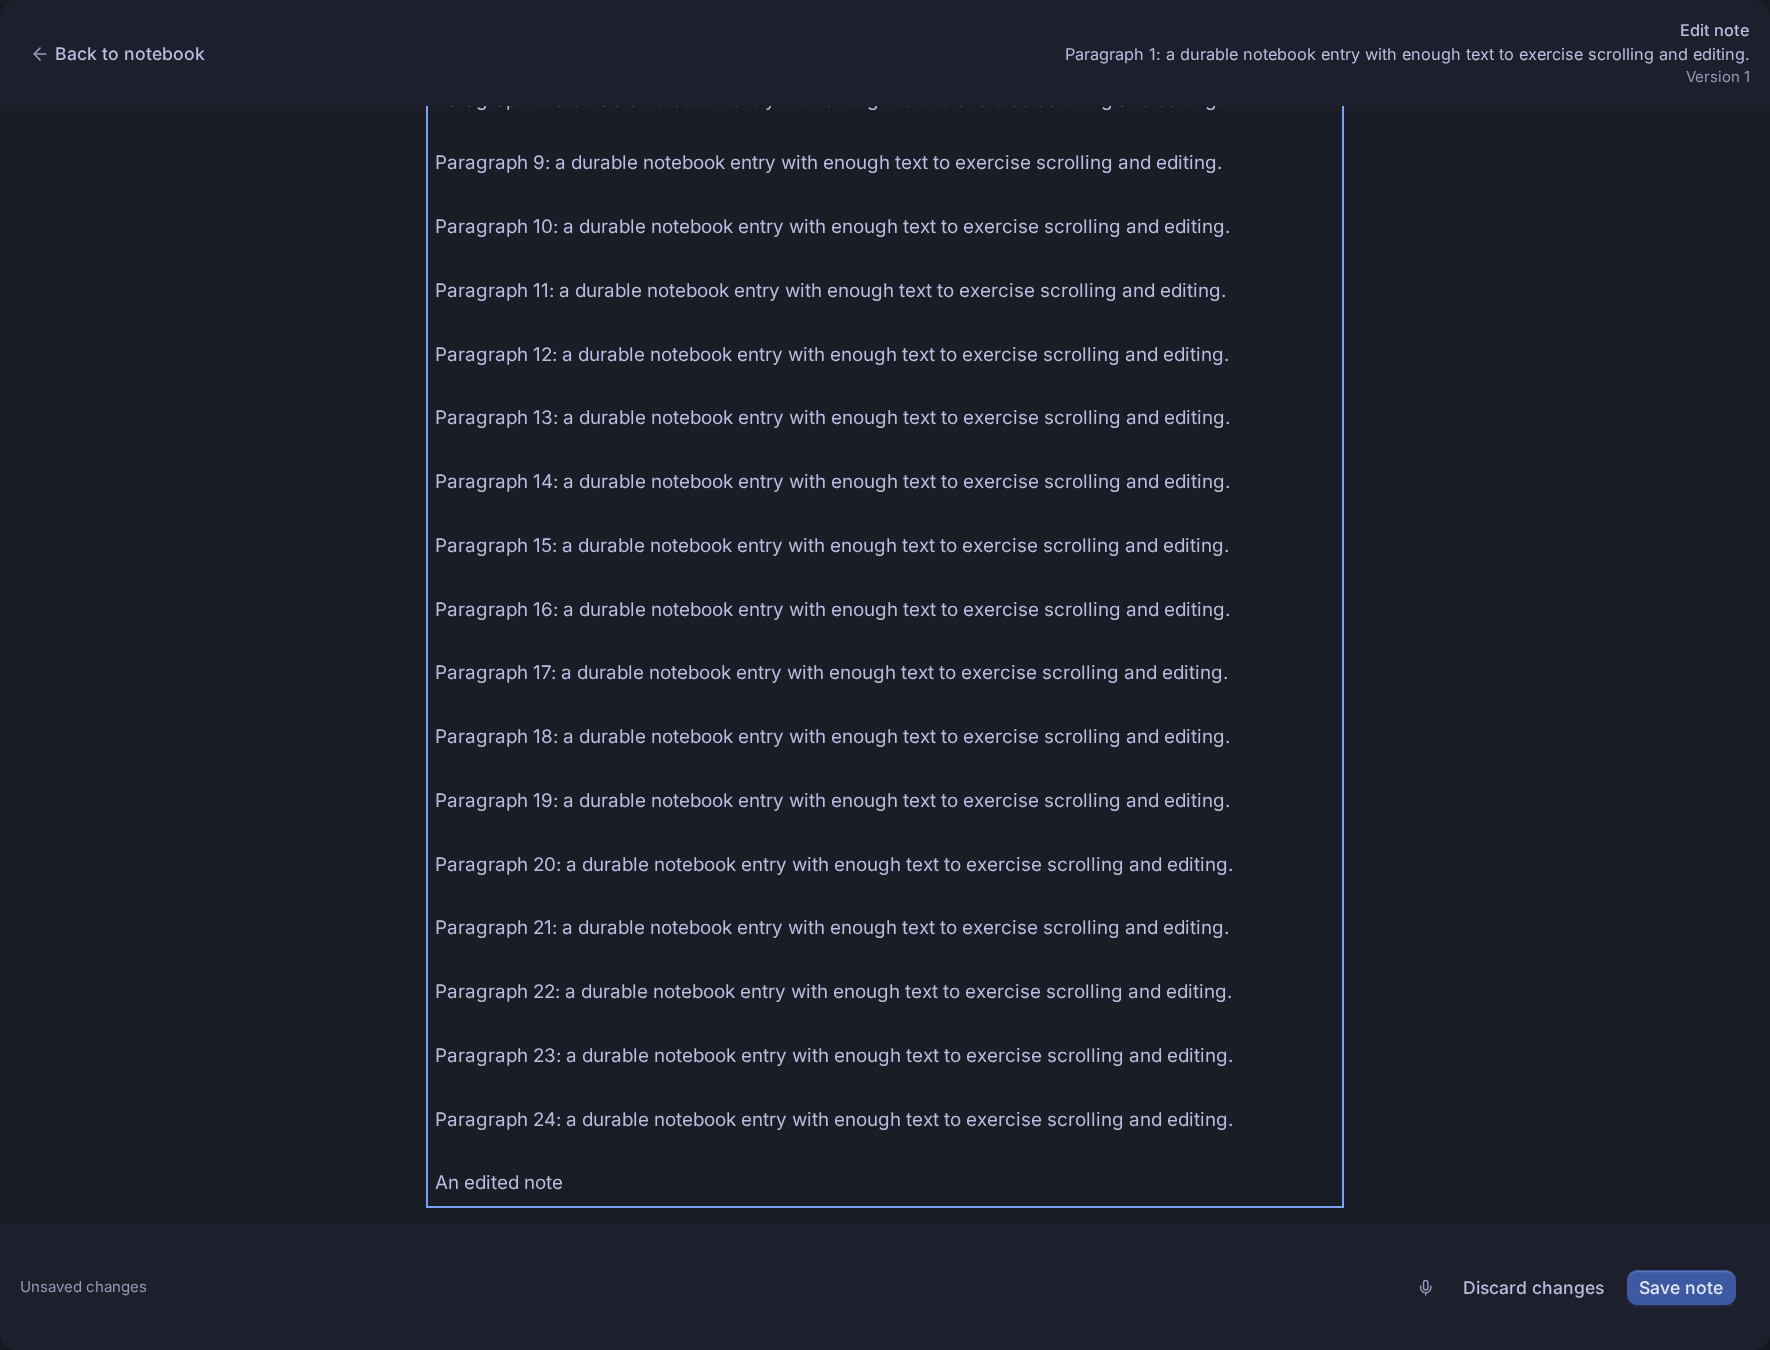 Back to notebook
Edit note
Paragraph 1: a durable notebook entry with enough text to exercise scrolling and editing.
Version 1
Paragraph 9: a durable notebook entry with enough text to exercise scrolling and editing.
Paragraph 10: a durable notebook entry with enough text to exercise scrolling and editing.
Paragraph 11: a durable notebook entry with enough text to exercise scrolling and editing.
Paragraph 12: a durable notebook entry with enough text to exercise scrolling and editing.
Paragraph 13: a durable notebook entry with enough text to exercise scrolling and editing.
Paragraph 14: a durable notebook entry with enough text to exercise scrolling and editing.
Paragraph 15: a durable notebook entry with enough text to exercise scrolling and editing.
Paragraph 16: a durable notebook entry with enough text to exercise scrolling and editing.
Paragraph 17: a durable notebook entry with enough text to exercise scrolling and editing.
Paragraph 18: a durable notebook entry with enough text to exercise scrolling and editing.
Paragraph 19: a durable notebook entry with enough text to exercise scrolling and editing.
Paragraph 20: a durable notebook entry with enough text to exercise scrolling and editing.
Paragraph 21: a durable notebook entry with enough text to exercise scrolling and editing.
Paragraph 22: a durable notebook entry with enough text to exercise scrolling and editing.
Paragraph 23: a durable notebook entry with enough text to exercise scrolling and editing.
Paragraph 24: a durable notebook entry with enough text to exercise scrolling and editing.
An edited note
Unsaved changes
Discard changes
Save note